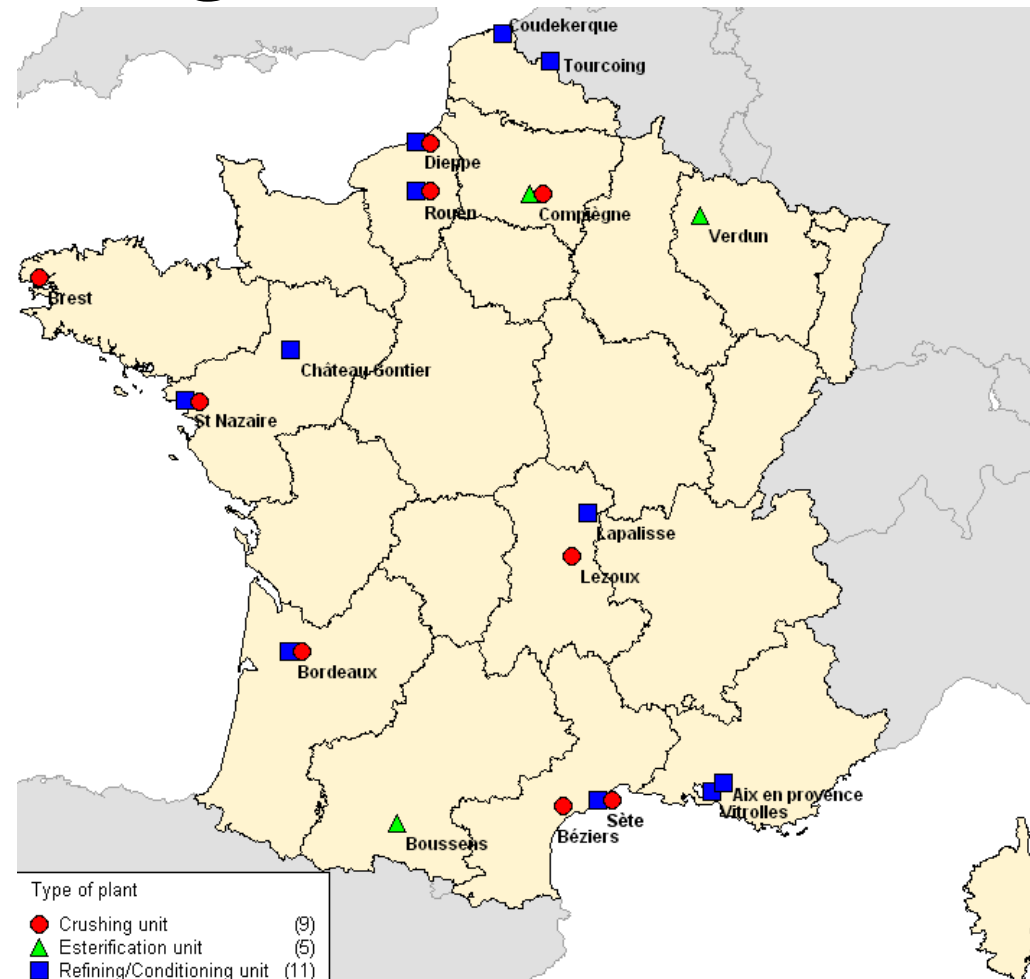 Coudekerque
Tourcoing
Dieppe
Rouen
Compiègne
Verdun
Brest
Château Gontier
St Nazaire
Lapalisse
Lezoux
Bordeaux
Aix en provence
Vitrolles
Sète
Béziers
Boussens
Type of plant
Crushing unit (9)
Esterification unit (5)
Refining/Conditioning unit (11)